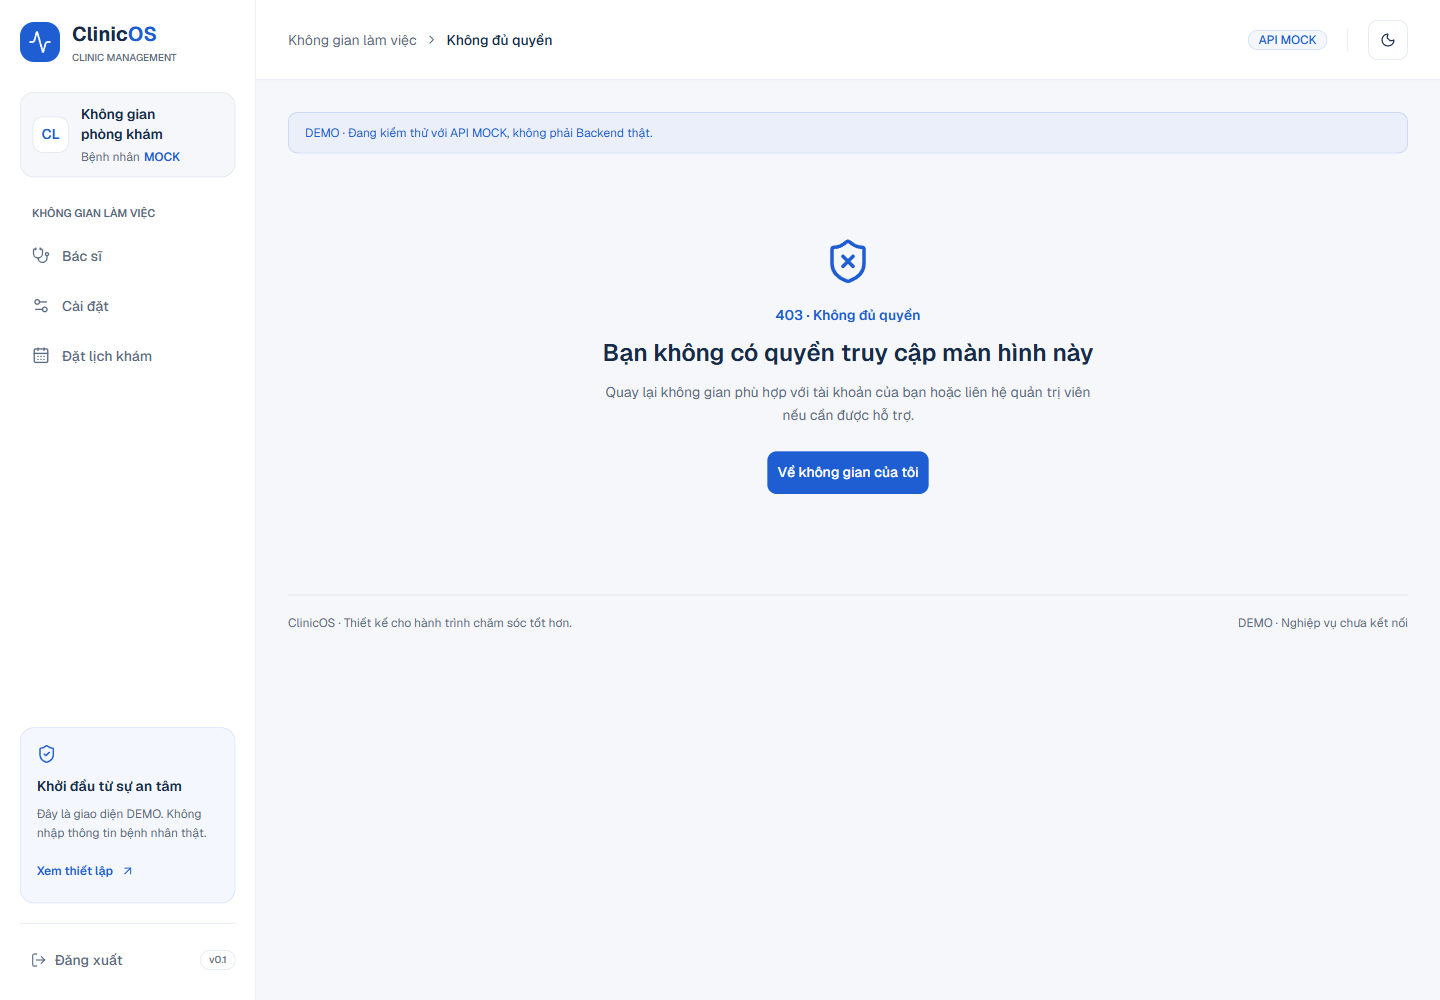 ClinicOS
CLINIC MANAGEMENT
CL
Không gian
phòng khám
Bệnh nhân MOCK
KHÔNG GIAN LÀM VIỆC
Bác sĩ
Cài đặt
Đặt lịch khám
Khởi đầu từ sự an tâm
Đây là giao diện DEMO. Không
nhập thông tin bệnh nhân thật.
Xem thiết lập
Đăng xuất
v0.1
Không gian làm việc > Không đủ quyền
API MOCK
DEMO · Đang kiểm thử với API MOCK, không phải Backend thật.
403 · Không đủ quyền
Bạn không có quyền truy cập màn hình này
Quay lại không gian phù hợp với tài khoản của bạn hoặc liên hệ quản trị viên
nếu cần được hỗ trợ.
Về không gian của tôi
ClinicOS · Thiết kế cho hành trình chăm sóc tốt hơn.
DEMO · Nghiệp vụ chưa kết nối